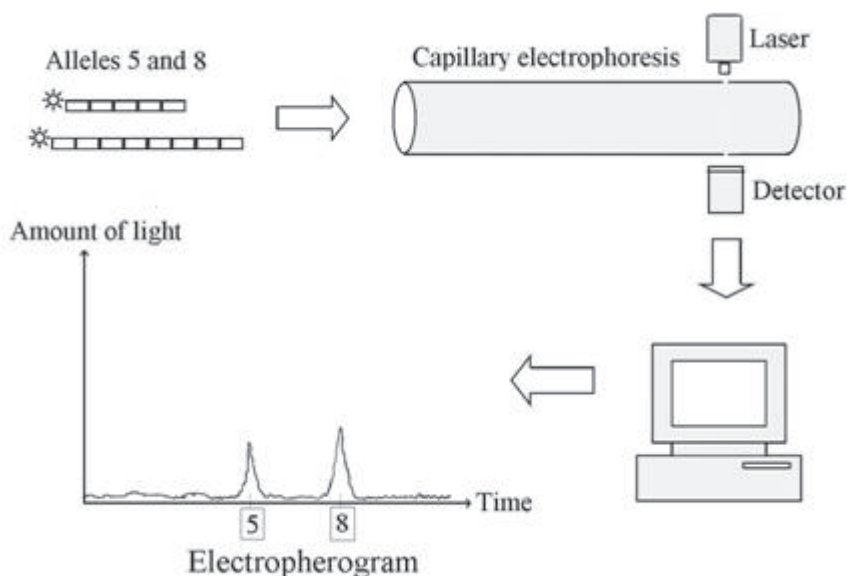 Alleles 5 and 8
Capillary electrophoresis
Laser
Detector
Amount of light
Time
5
8
Electropherogram